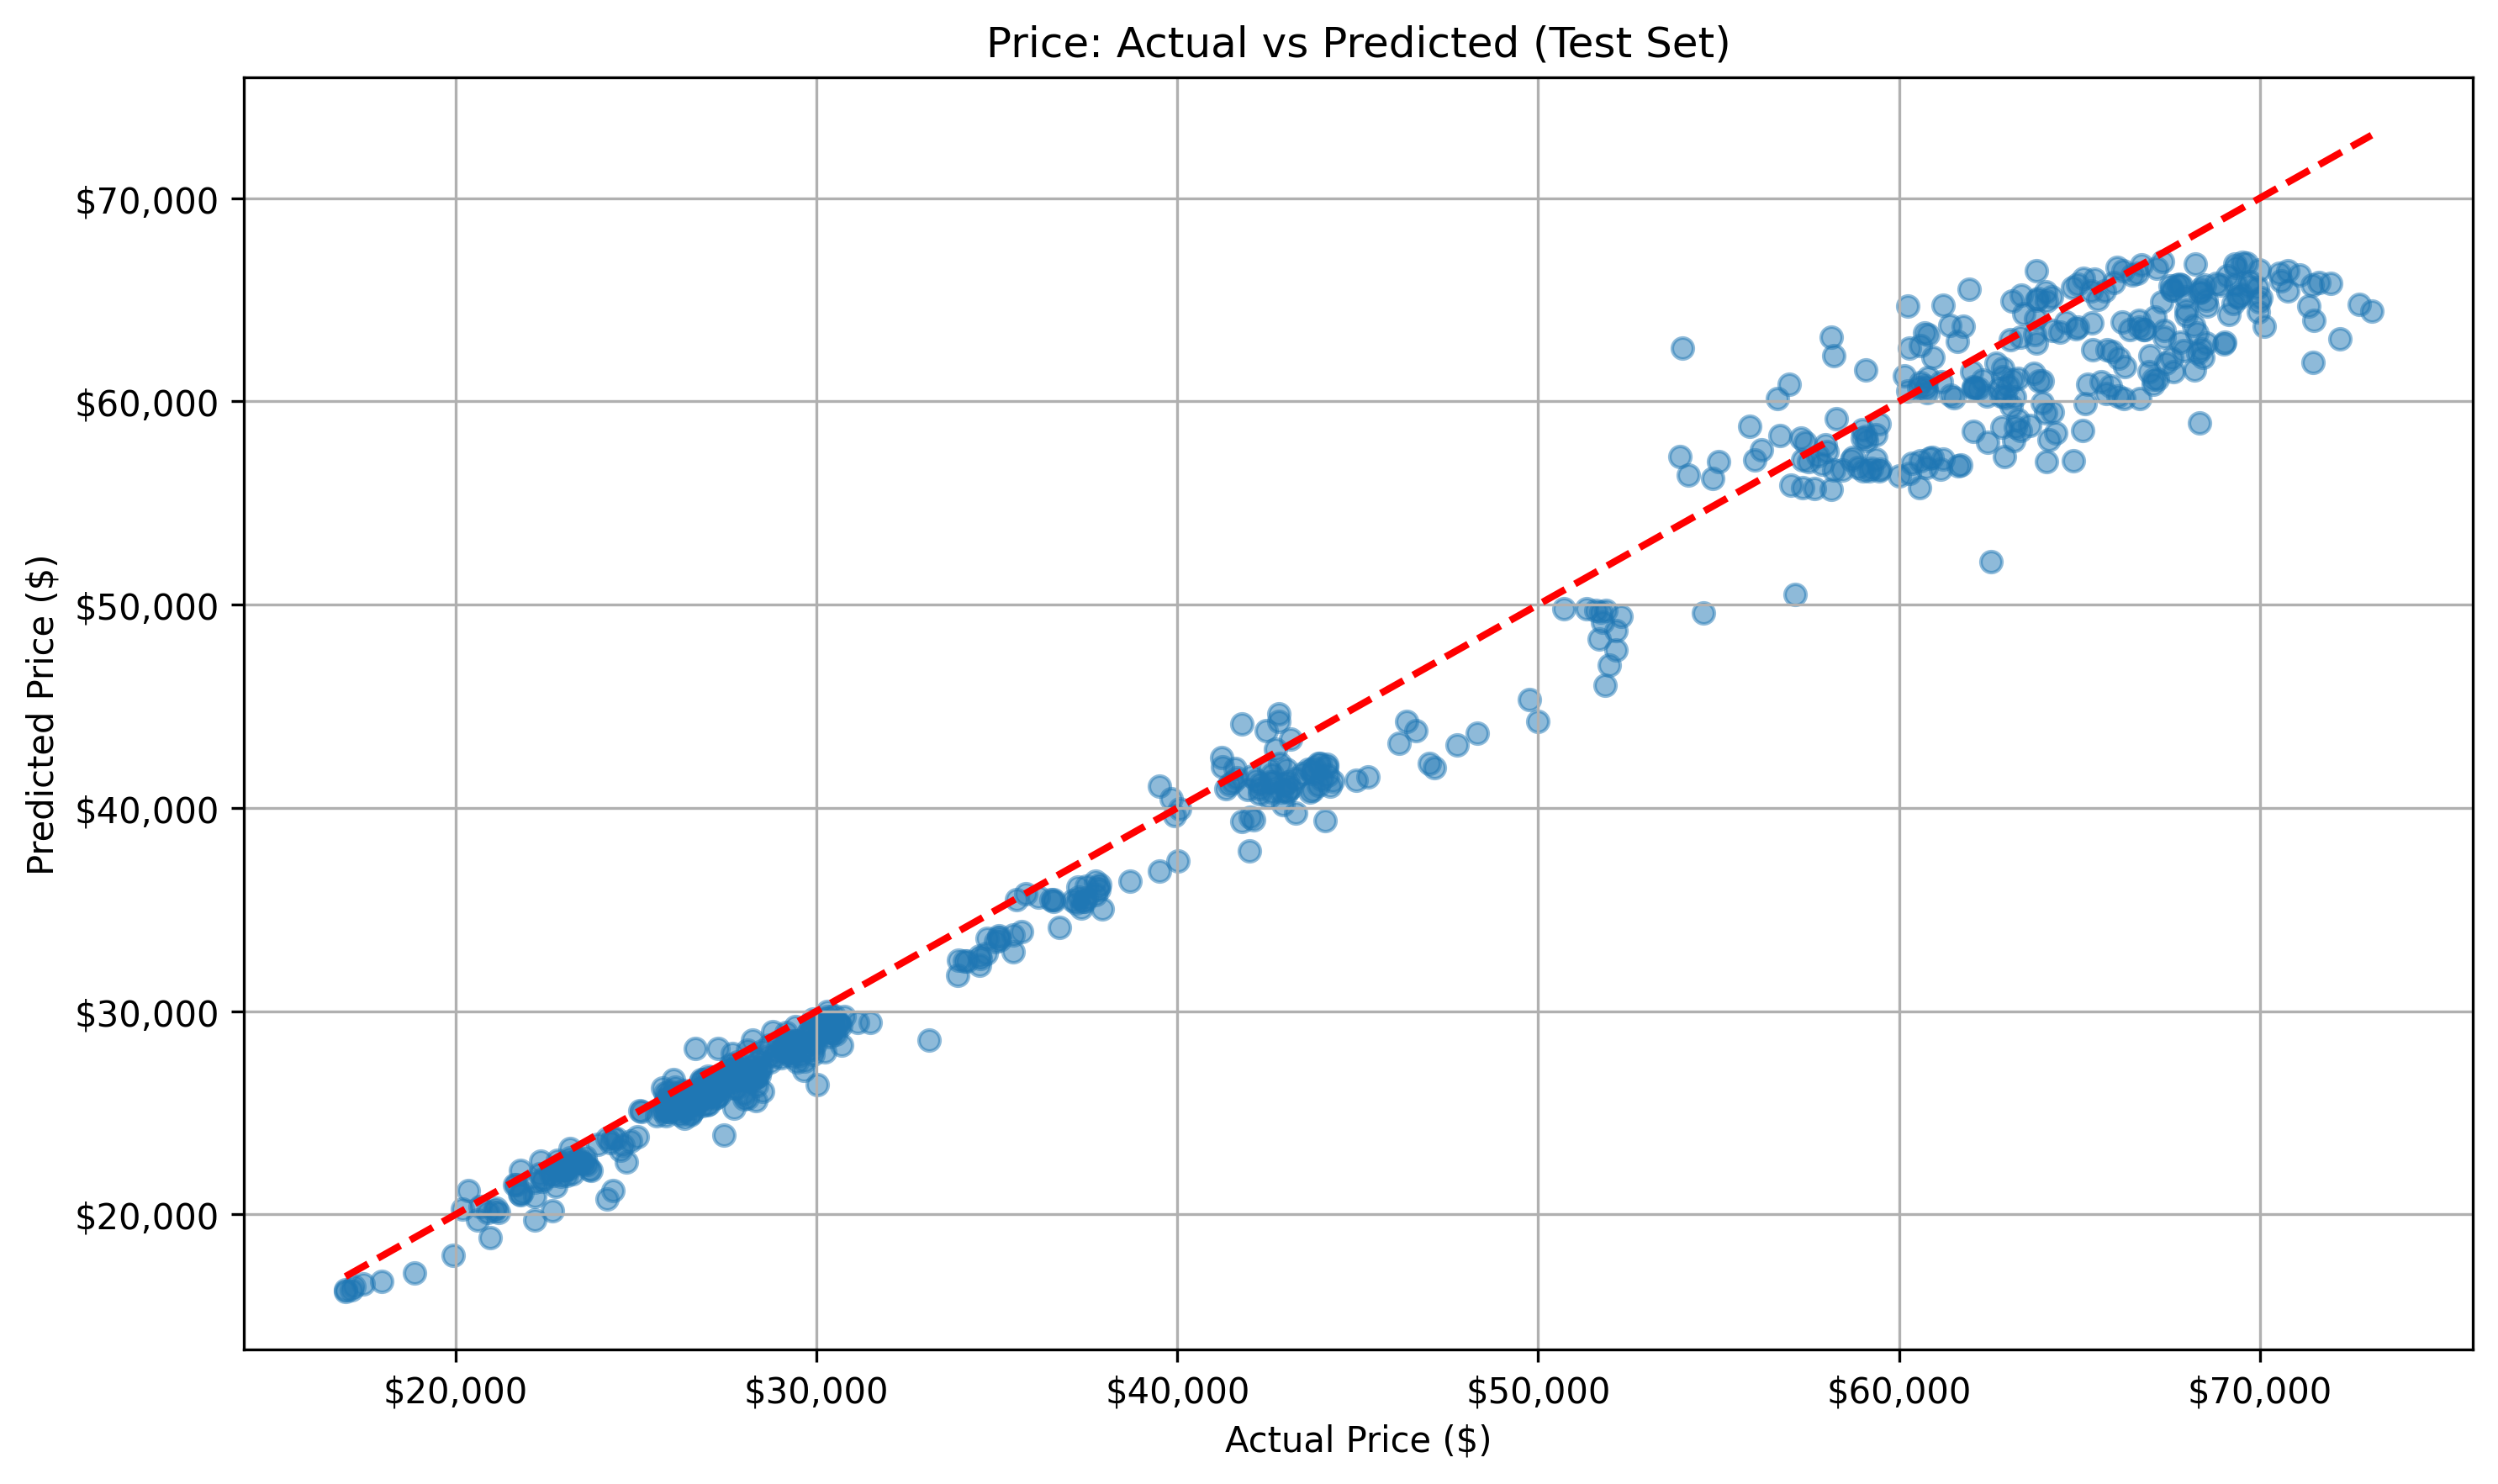 Price: Actual vs Predicted (Test Set)
Predicted Price ($)
$70,000
$60,000
$50,000
$40,000
$30,000
$20,000
$20,000 $30,000 $40,000 $50,000 $60,000 $70,000
Actual Price ($)